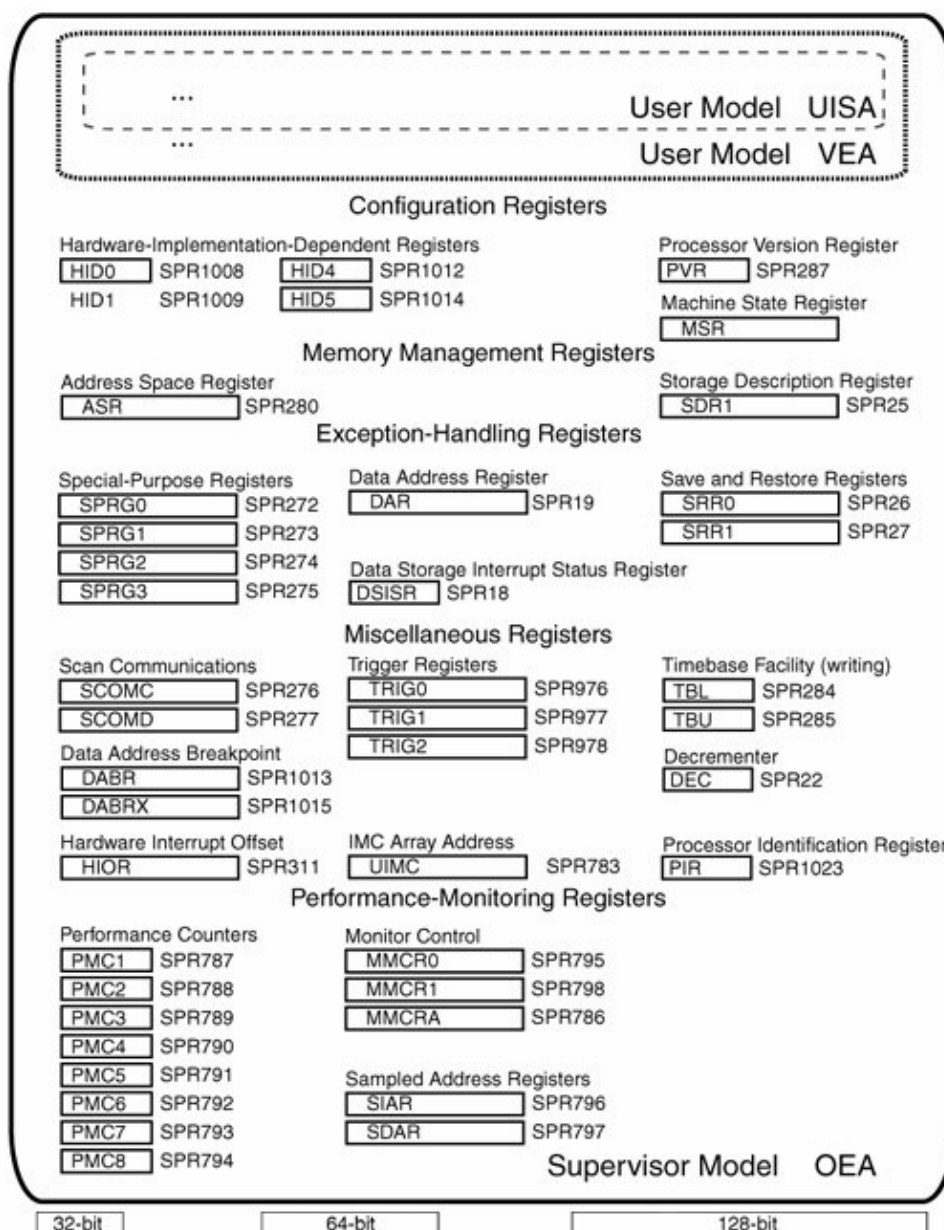 ...
User Model UISA
...
User Model VEA
Configuration Registers
Hardware-Implementation-Dependent Registers
Processor Version Register
HID0 SPR1008 HID4 SPR1012 PVR SPR287
HID1 SPR1009 HID5 SPR1014
Machine State Register
MSR
Memory Management Registers
Address Space Register
Storage Description Register
ASR SPR280 SDR1 SPR25
Exception-Handling Registers
Special-Purpose Registers
SPRG0 SPR272
SPRG1 SPR273
SPRG2 SPR274
SPRG3 SPR275
Data Address Register
DAR SPR19
Data Storage Interrupt Status Register
DSISR SPR18
Save and Restore Registers
SRR0 SPR26
SRR1 SPR27
Miscellaneous Registers
Scan Communications
SCOMC SPR276
SCOMD SPR277
Data Address Breakpoint
DABR SPR1013
DABRX SPR1015
Hardware Interrupt Offset
HIOR SPR311
Trigger Registers
TRIG0 SPR976
TRIG1 SPR977
TRIG2 SPR978
IMC Array Address
UIMC SPR783
Timebase Facility (writing)
TBL SPR284
TBU SPR285
Decrementer
DEC SPR22
Processor Identification Register
PIR SPR1023
Performance-Monitoring Registers
Performance Counters
PMC1 SPR787
PMC2 SPR788
PMC3 SPR789
PMC4 SPR790
PMC5 SPR791
PMC6 SPR792
PMC7 SPR793
PMC8 SPR794
Monitor Control
MMCR0 SPR795
MMCR1 SPR798
MMCRA SPR786
Sampled Address Registers
SIAR SPR796
SDAR SPR797
Supervisor Model OEA
32-bit 64-bit 128-bit